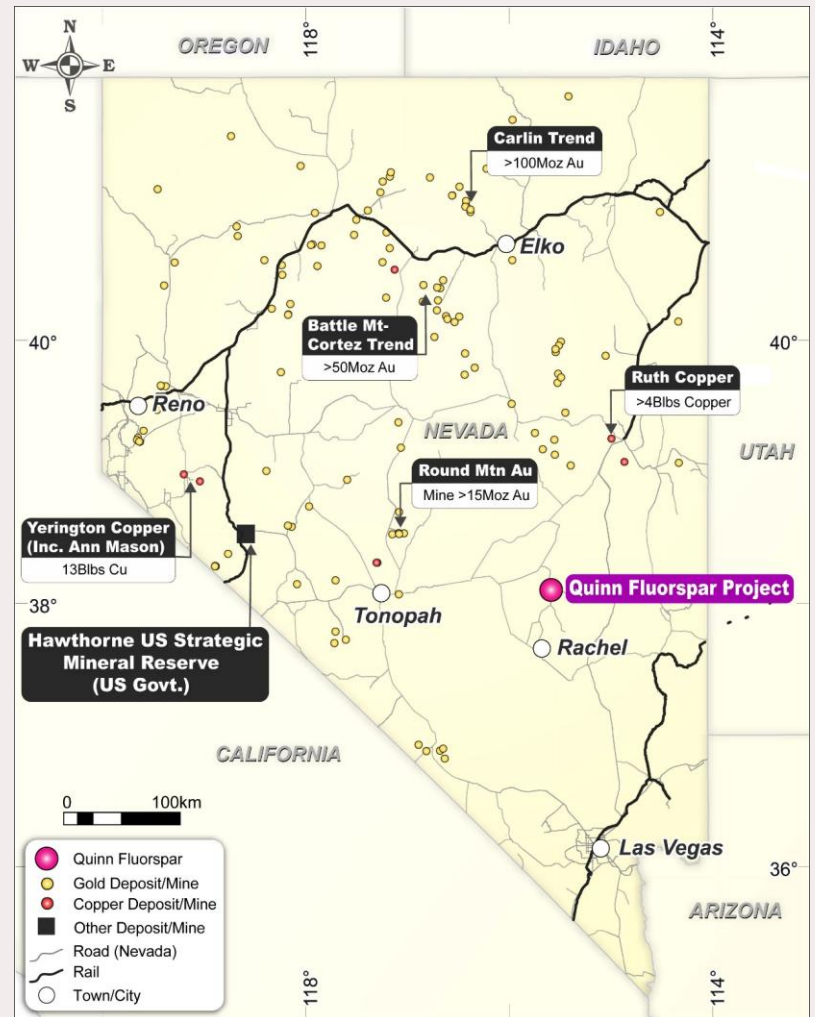 N
W E
S
OREGON
118°
IDAHO
114°
Carlin Trend
>100Moz Au
Elko
40°
40°
Battle Mt-
Cortez Trend
>50Moz Au
Ruth Copper
>4Blbs Copper
Reno
NEVADA
UTAH
Round Mtn Au
Mine >15Moz Au
Yerington Copper
(Inc. Ann Mason)
13Blbs Cu
Quinn Fluorspar Project
38°
38°
Tonopah
Hawthorne US Strategic
Mineral Reserve
(US Govt.)
Rachel
CALIFORNIA
0 100km
Las Vegas
36°
Quinn Fluorspar
Gold Deposit/Mine
Copper Deposit/Mine
Other Deposit/Mine
Road (Nevada)
Rail
Town/City
ARIZONA
118°
114°